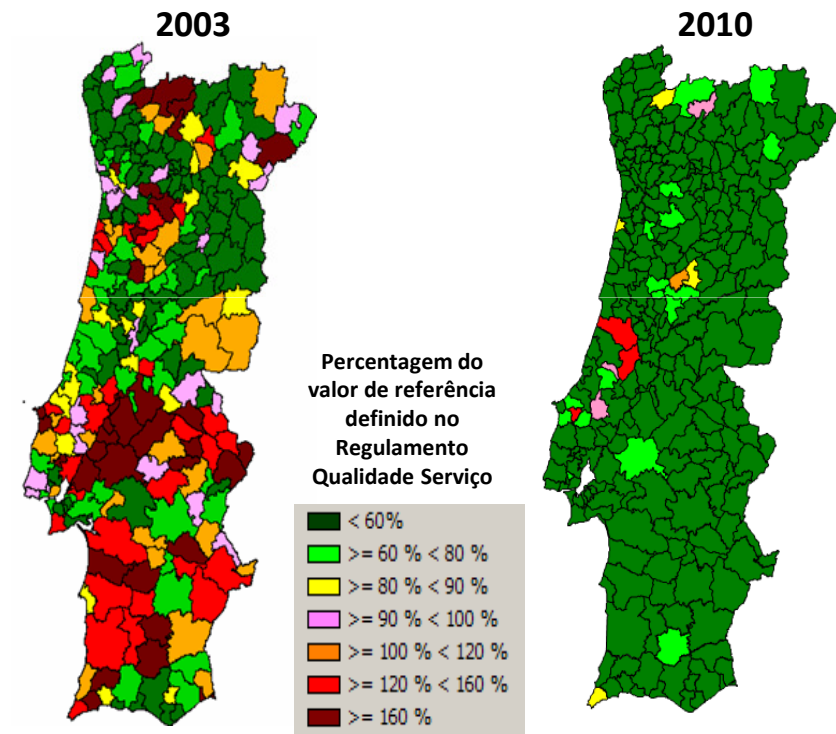 2003
2010
Percentagem do
valor de referência
definido no
Regulamento
Qualidade Serviço
< 60%
>= 60 % < 80 %
>= 80 % < 90 %
>= 90 % < 100 %
>= 100 % < 120 %
>= 120 % < 160 %
>= 160 %